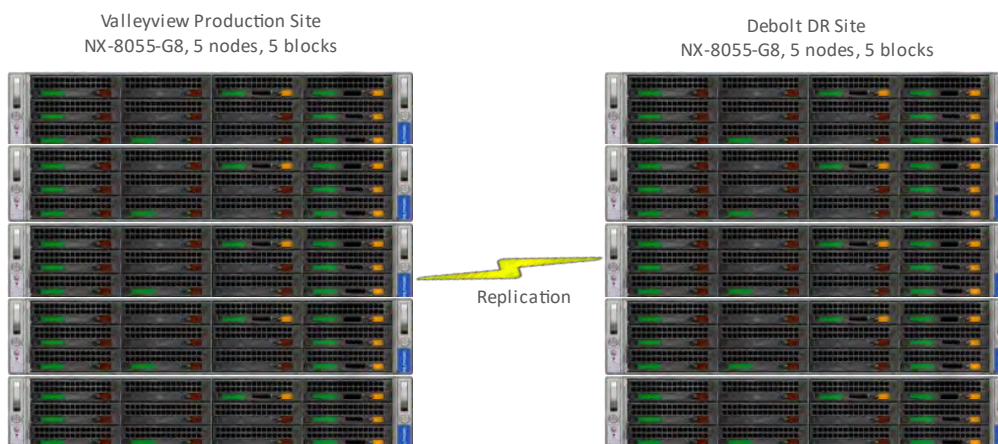 Valleyview Production Site
NX-8055-G8, 5 nodes, 5 blocks
Debolt DR Site
NX-8055-G8, 5 nodes, 5 blocks
Replication